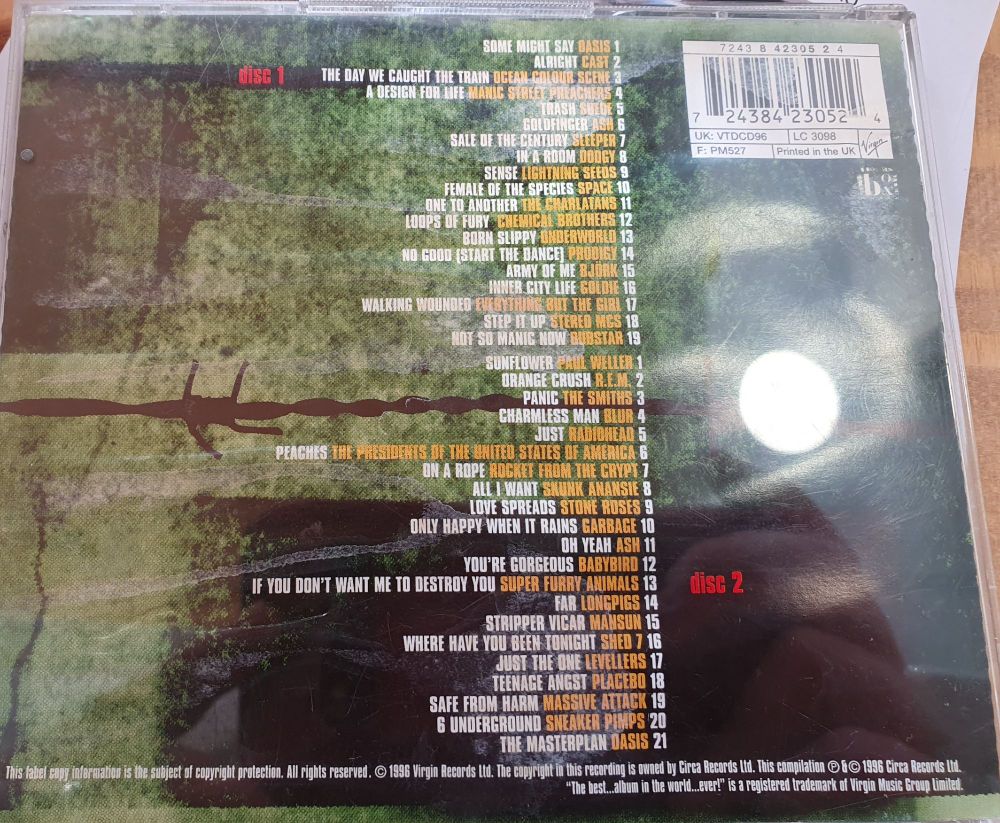 SOME MIGHT SAY OASIS 1
ALRIGHT CAST 2
disc 1
THE DAY WE CAUGHT THE TRAIN OCEAN COLOUR SCENE 3
A DESIGN FOR LIFE MANIC STREET PREACHERS 4
TRASH SUEDE 5
GOLDFINGER ASH 6
SALE OF THE CENTURY SLEEPER 7
IN A ROOM DODGY 8
SENSE LIGHTNING SEEDS 9
FEMALE OF THE SPECIES SPACE 10
ONE TO ANOTHER THE CHARLATANS 11
LOOPS OF FURY CHEMICAL BROTHERS 12
BORN SLIPPY UNDERWORLD 13
NO GOOD (START THE DANCE) PRODIGY 14
ARMY OF ME BJÖRK 15
INNER CITY LIFE GOLDIE 16
WALKING WOUNDED EVERYTHING BUT THE GIRL 17
STEP IT UP STEREO MCS 18
NOT SO MANIC NOW DUBSTAR 19
7243 8 42305 2 4
7 24384 23052 4
UK: VTDCD96 LC 3098
F: PM527 Printed in the UK Virgin
SUNFLOWER PAUL WELLER 1
ORANGE CRUSH R.E.M. 2
PANIC THE SMITHS 3
CHARMLESS MAN BLUR 4
JUST RADIOHEAD 5
PEACHES THE PRESIDENTS OF THE UNITED STATES OF AMERICA 6
ON A ROPE ROCKET FROM THE CRYPT 7
ALL I WANT SKUNK ANANSIE 8
LOVE SPREADS STONE ROSES 9
ONLY HAPPY WHEN IT RAINS GARBAGE 10
OH YEAH ASH 11
YOU'RE GORGEOUS BABYBIRD 12
IF YOU DON'T WANT ME TO DESTROY YOU SUPER FURRY ANIMALS 13
disc 2
FAR LONGPIGS 14
STRIPPER VICAR MANSUN 15
WHERE HAVE YOU BEEN TONIGHT SHED 7 16
JUST THE ONE LEVELLERS 17
TEENAGE ANGST PLACEBO 18
SAFE FROM HARM MASSIVE ATTACK 19
6 UNDERGROUND SNEAKER PIMPS 20
THE MASTERPLAN OASIS 21
This label copy information is the subject of copyright protection. All rights reserved. © 1996 Virgin Records Ltd. The copyright in this recording is owned by Circa Records Ltd. This compilation ℗ & © 1996 Circa Records Ltd.
"The best...album in the world...ever!" is a registered trademark of Virgin Music Group Limited.